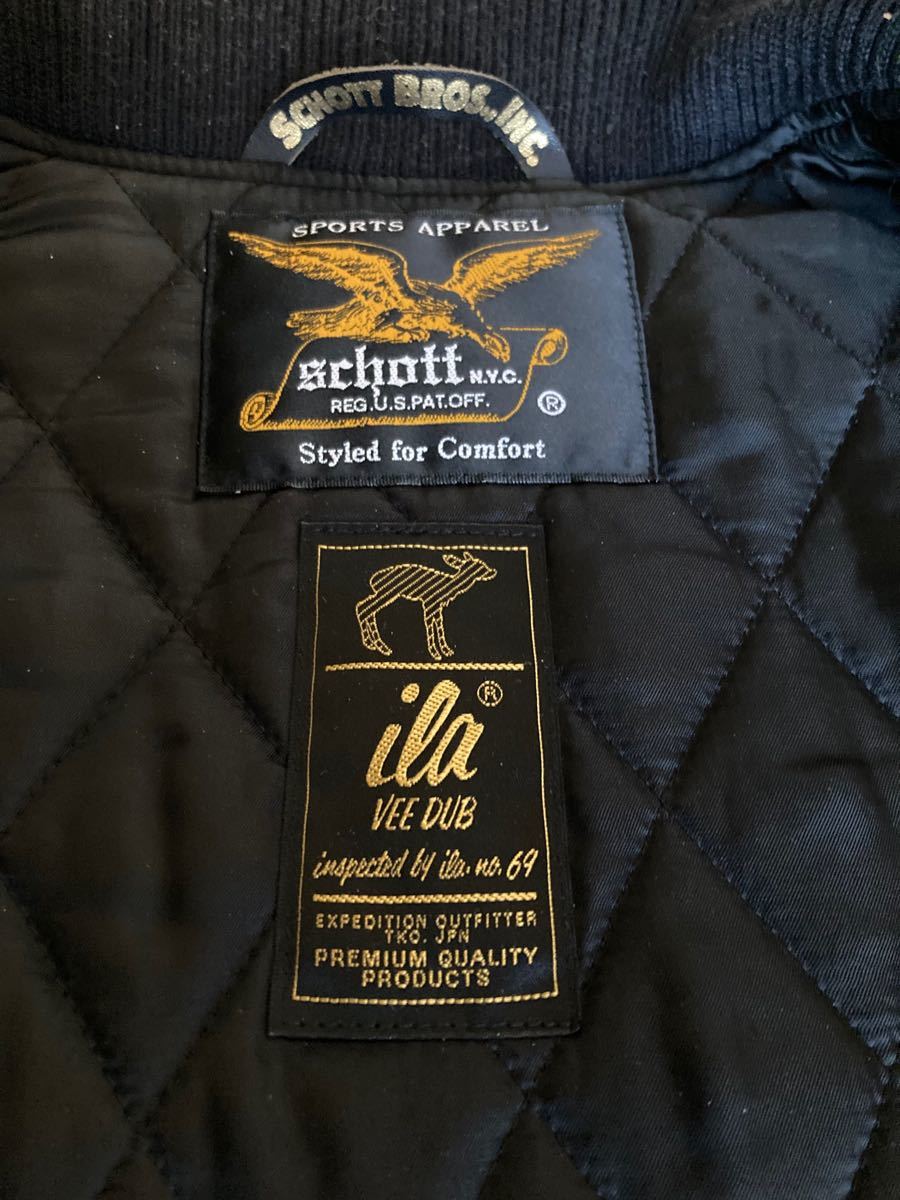 SCHOTT BROS., INC.
SPORTS APPAREL
schott N.Y.C.
REG.U.S.PAT.OFF. ®
Styled for Comfort
ila ®
VEE DUB
inspected by ila. no. 69
EXPEDITION OUTFITTER
TKO. JPN
PREMIUM QUALITY
PRODUCTS